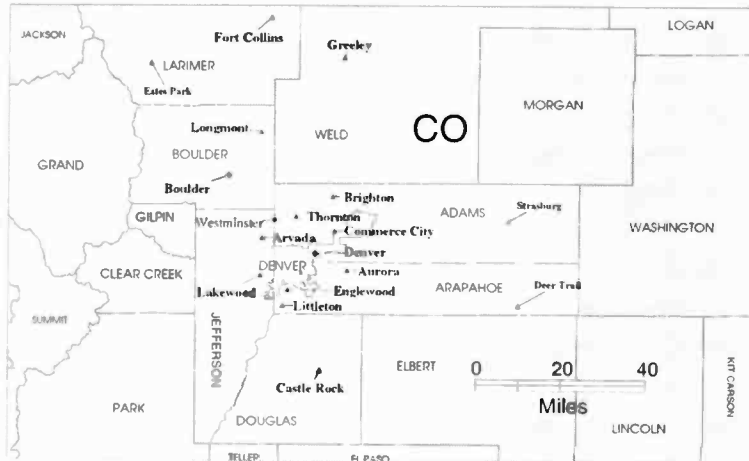 LOGAN
JACKSON
Fort Collins
Greeley
LARIMER
Estes Park
MORGAN
Longmont
WELD
CO
BOULDER
GRAND
Boulder
Brighton
GILPIN
Westminster
Thornton
ADAMS
Strasburg
Commerce City
WASHINGTON
Arvada
Denver
DENVER
CLEAR CREEK
Aurora
Lakewood
Englewood
ARAPAHOE
Deer Trail
Littleton
SUMMIT
JEFFERSON
ELBERT
0 20 40
Miles
KIT CARSON
Castle Rock
PARK
DOUGLAS
LINCOLN
TELLER
EL PASO